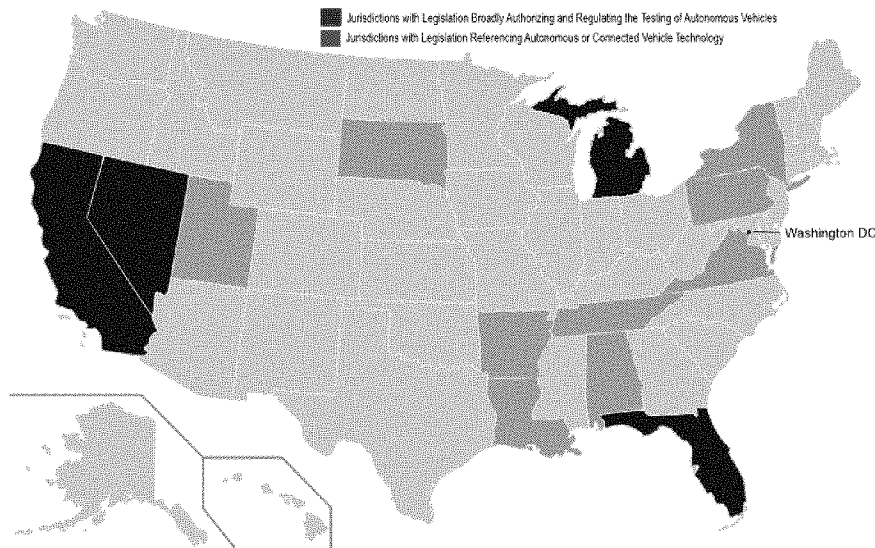 Jurisdictions with Legislation Broadly Authorizing and Regulating the Testing of Autonomous Vehicles
Jurisdictions with Legislation Referencing Autonomous or Connected Vehicle Technology
Washington DC